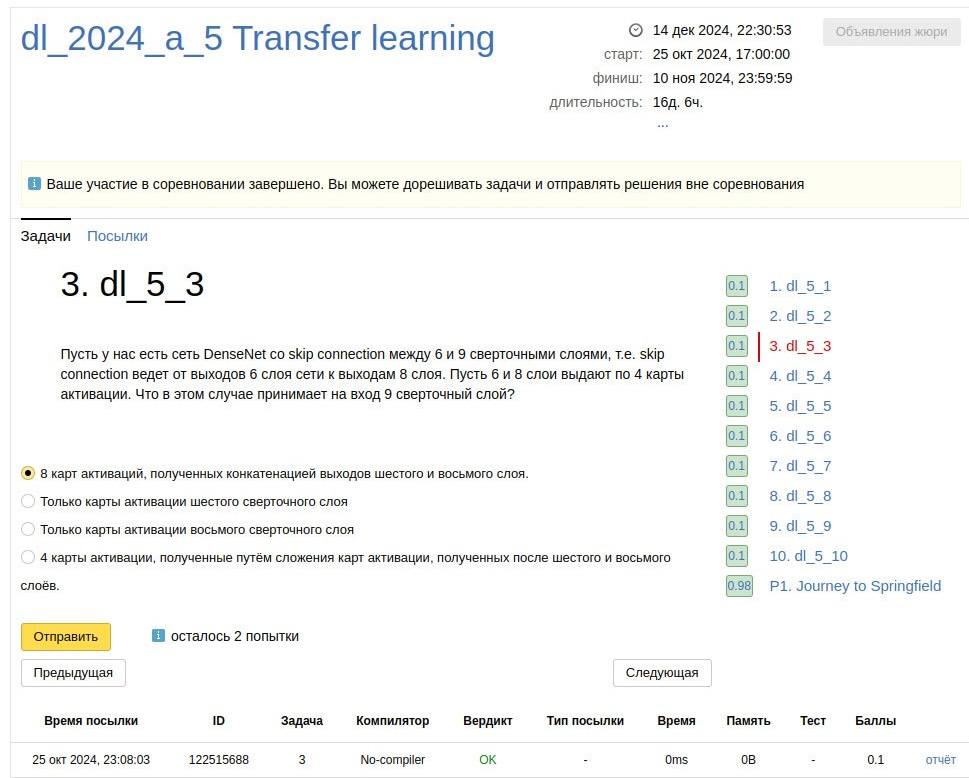 dl_2024_a_5 Transfer learning
14 дек 2024, 22:30:53
Объявления жюри
старт: 25 окт 2024, 17:00:00
финиш: 10 ноя 2024, 23:59:59
длительность: 16д. 6ч.
...
Ваше участие в соревновании завершено. Вы можете дорешивать задачи и отправлять решения вне соревнования
Задачи Посылки
3. dl_5_3
Пусть у нас есть сеть DenseNet со skip connection между 6 и 9 сверточными слоями, т.е. skip
connection ведет от выходов 6 слоя сети к выходам 8 слоя. Пусть 6 и 8 слои выдают по 4 карты
активации. Что в этом случае принимает на вход 9 сверточный слой?
8 карт активаций, полученных конкатенацией выходов шестого и восьмого слоя.
Только карты активации шестого сверточного слоя
Только карты активации восьмого сверточного слоя
4 карты активации, полученные путём сложения карт активации, полученных после шестого и восьмого
слоёв.
Отправить
осталось 2 попытки
Предыдущая
Следующая
0.1 1. dl_5_1
0.1 2. dl_5_2
0.1 3. dl_5_3
0.1 4. dl_5_4
0.1 5. dl_5_5
0.1 6. dl_5_6
0.1 7. dl_5_7
0.1 8. dl_5_8
0.1 9. dl_5_9
0.1 10. dl_5_10
0.98 P1. Journey to Springfield
Время посылки ID Задача Компилятор Вердикт Тип посылки Время Память Тест Баллы
25 окт 2024, 23:08:03 122515688 3 No-compiler OK - 0ms 0B - 0.1 отчёт